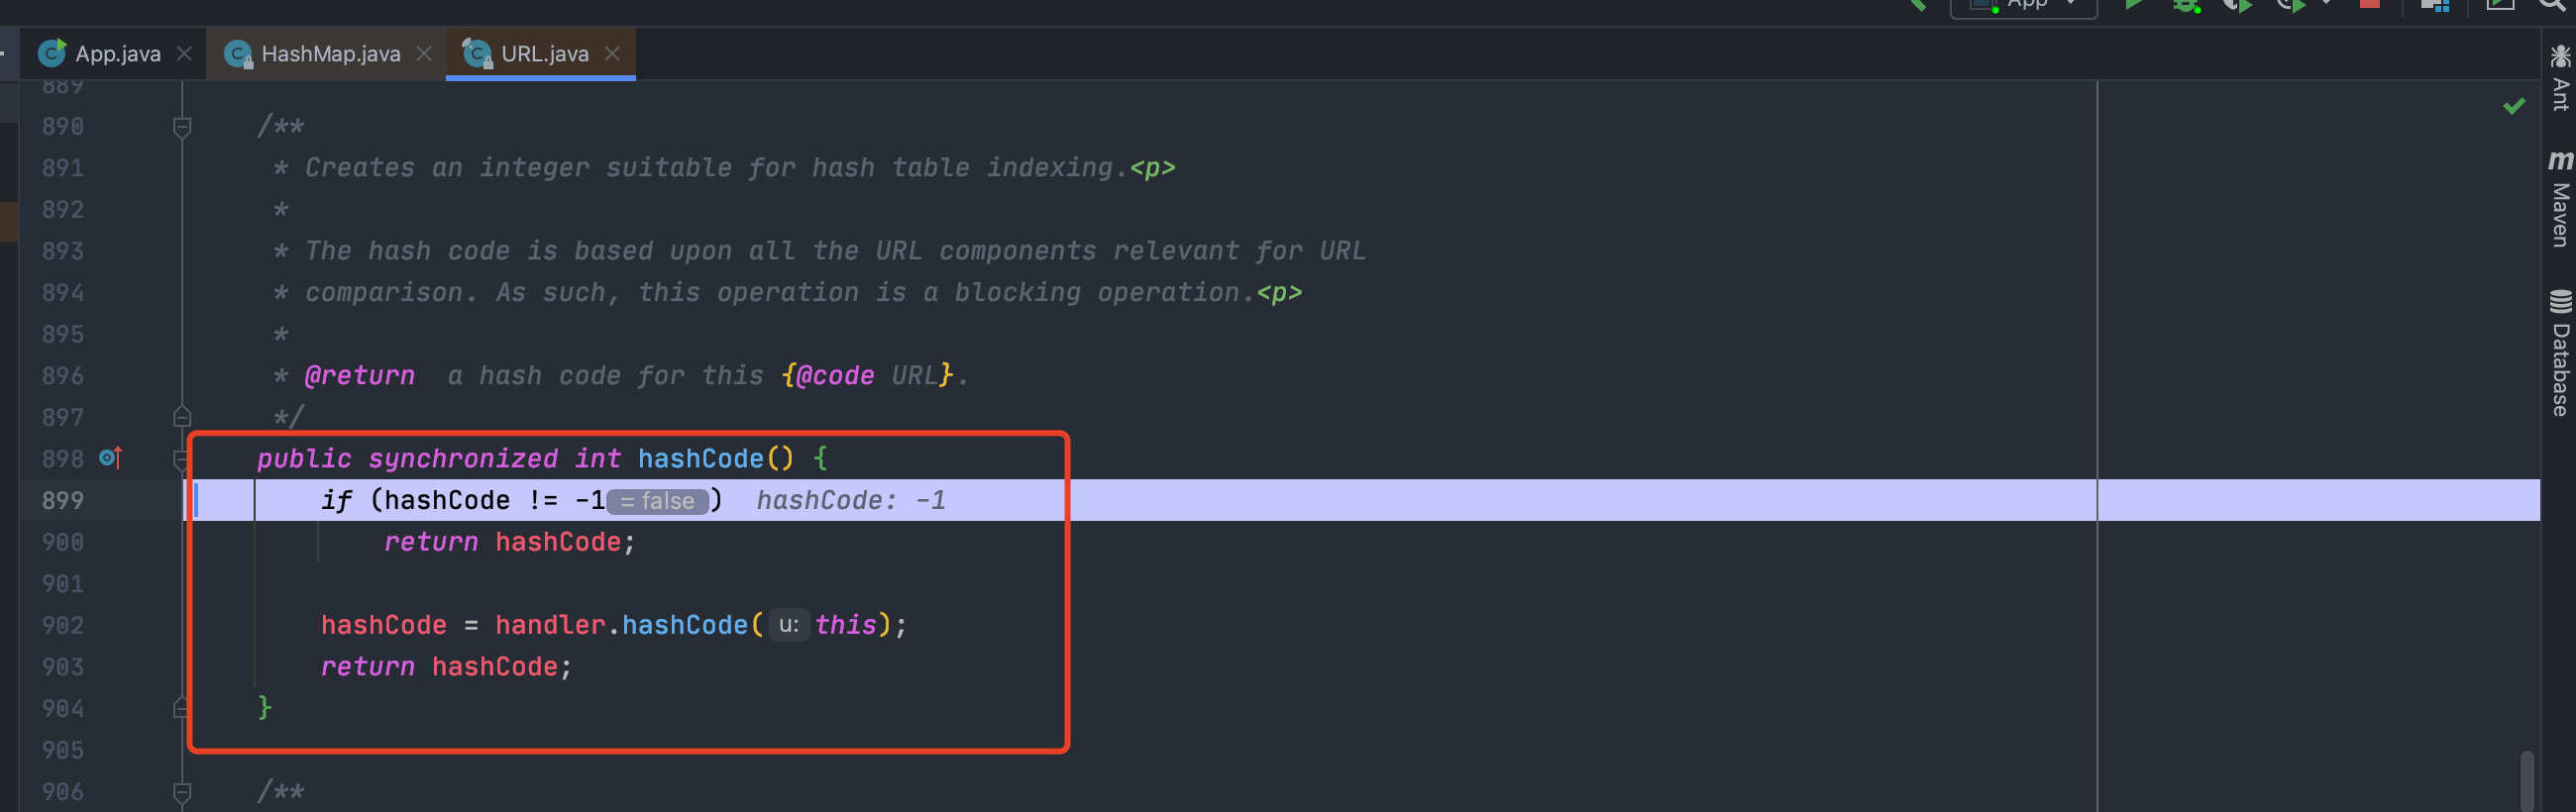 App
App.java
HashMap.java
URL.java
889
890 /**
891 * Creates an integer suitable for hash table indexing.<p>
892 *
893 * The hash code is based upon all the URL components relevant for URL
894 * comparison. As such, this operation is a blocking operation.<p>
895 *
896 * @return  a hash code for this {@code URL}.
897 */
898 public synchronized int hashCode() {
899 if (hashCode != -1 = false ) hashCode: -1
900 return hashCode;
901
902 hashCode = handler.hashCode( u: this);
903 return hashCode;
904 }
905
906 /**
Ant
m Maven
Database